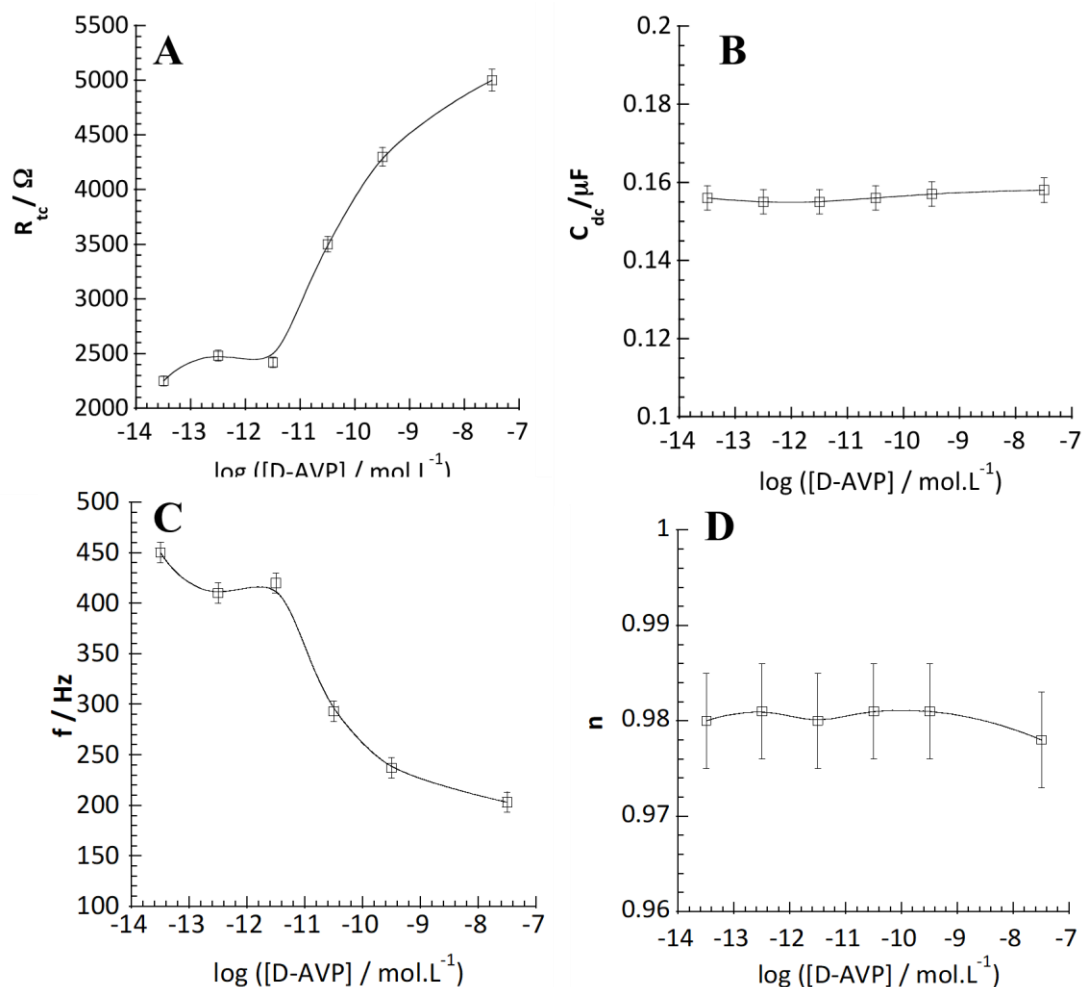 A
5500
5000
4500
4000
3500
3000
2500
2000
R_tc/ Ω
-14 -13 -12 -11 -10 -9 -8 -7
log ([D-AVP] / mol.L⁻¹)
B
0.2
0.18
0.16
0.14
0.12
0.1
C_dc/µF
-14 -13 -12 -11 -10 -9 -8 -7
log ([D-AVP] / mol.L⁻¹)
C
500
450
400
350
300
250
200
150
100
f / Hz
-14 -13 -12 -11 -10 -9 -8 -7
log ([D-AVP] / mol.L⁻¹)
D
1
0.99
0.98
0.97
0.96
n
-14 -13 -12 -11 -10 -9 -8 -7
log ([D-AVP] / mol.L⁻¹)